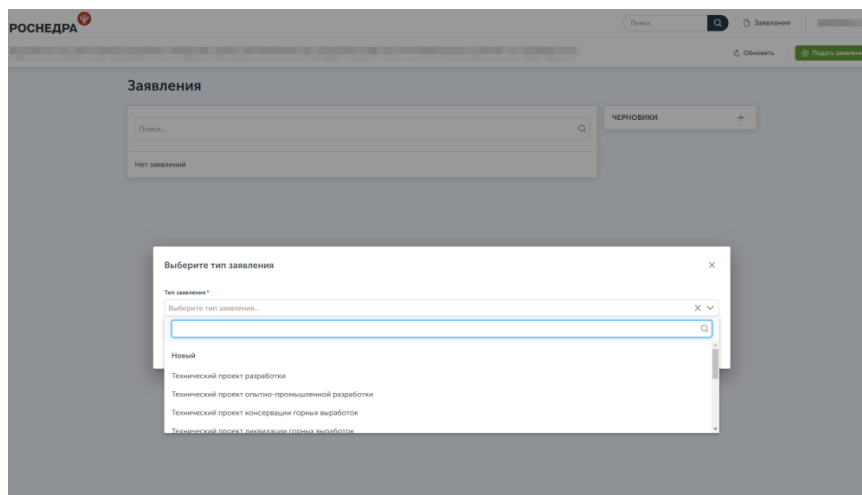 РОСНЕДРА
Поиск
Заявления
Обновить
Подать заявлени
Заявления
Поиск...
ЧЕРНОВИКИ
Нет заявлений
Выберите тип заявления
Тип заявления *
Выберите тип заявления...
Новый
Технический проект разработки
Технический проект опытно-промышленной разработки
Технический проект консервации горных выработок
Технический проект ликвидации горных выработок